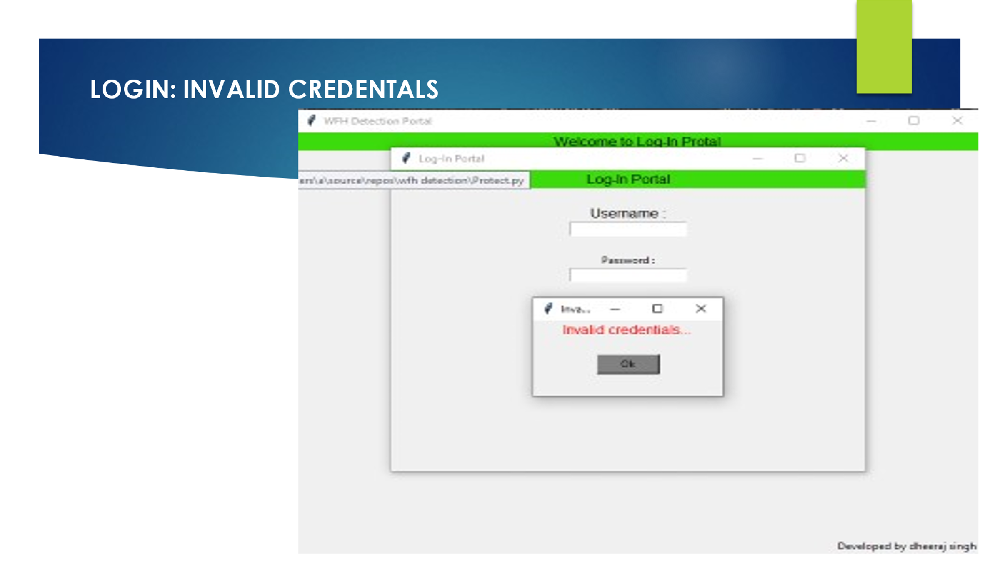 LOGIN: INVALID CREDENTALS
WFH Detection Portal
Welcome to Log-In Protal
Log-In Portal
ers\a\source\repos\wfh detection\Protect.py
Log-In Portal
Username :
Password :
Inva...
Invalid credentials...
Ok
Developed by dheeraj singh